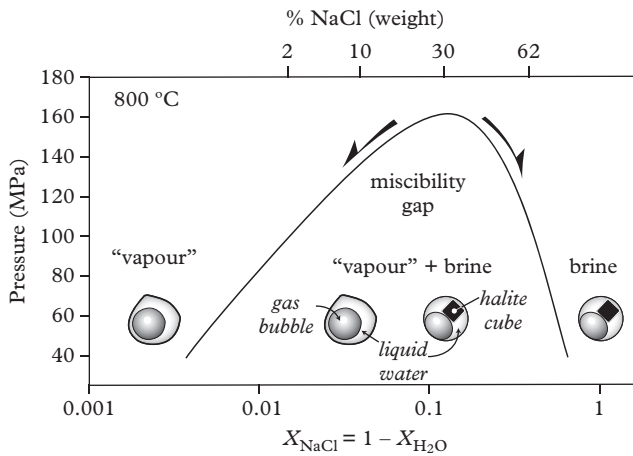 % NaCl (weight)
2 10 30 62
180
160
140
120
100
80
60
40
Pressure (MPa)
800 °C
miscibility
gap
"vapour"
"vapour" + brine
brine
gas
bubble
halite
cube
liquid
water
0.001 0.01 0.1 1
X_NaCl = 1 – X_H₂O